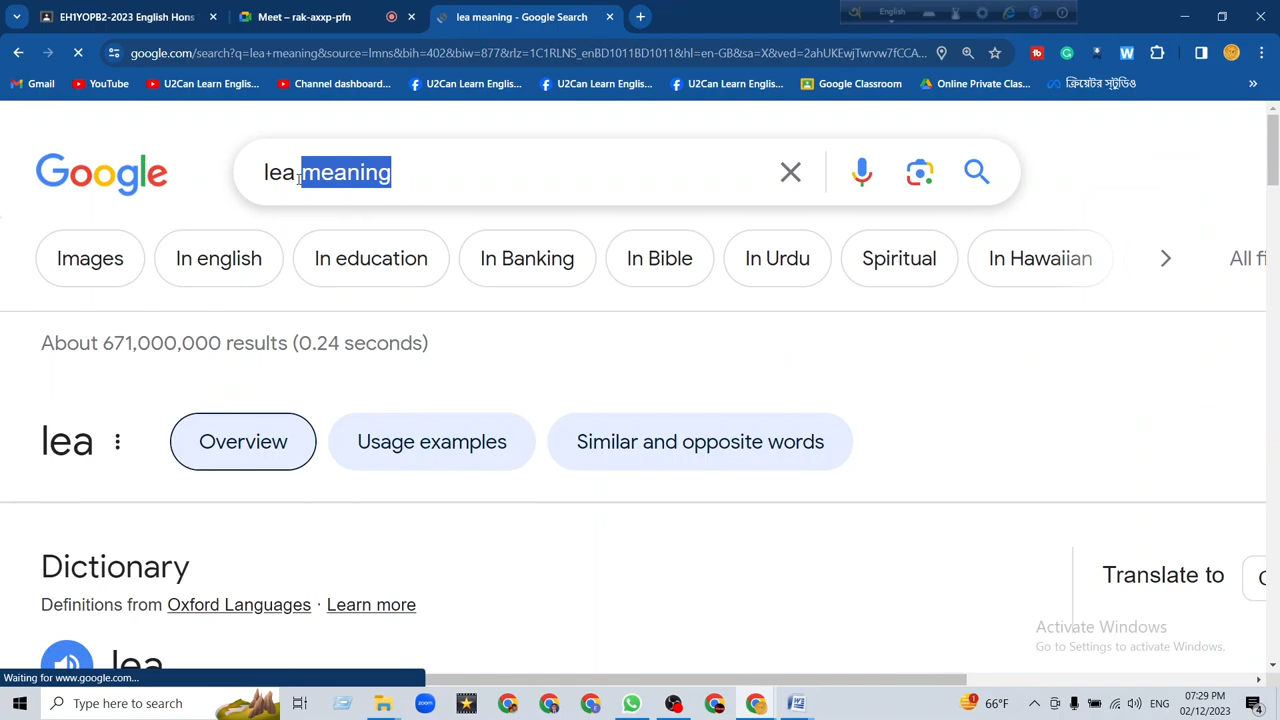 EH1YOPB2-2023 English Hons
Meet – rak-axxp-pfn
lea meaning - Google Search
English
google.com/search?q=lea+meaning&source=lmns&bih=402&biw=877&rlz=1C1RLNS_enBD1011BD1011&hl=en-GB&sa=X&ved=2ahUKEwjTwrvw7fCCA...
Gmail
YouTube
U2Can Learn Englis...
Channel dashboard...
U2Can Learn Englis...
U2Can Learn Englis...
U2Can Learn Englis...
Google Classroom
Online Private Clas...
ক্রিয়েটর স্টুডিও
»
Google
lea meaning
Images
In english
In education
In Banking
In Bible
In Urdu
Spiritual
In Hawaiian
All fi
About 671,000,000 results (0.24 seconds)
lea
Overview
Usage examples
Similar and opposite words
Dictionary
Translate to
Definitions from Oxford Languages · Learn more
Activate Windows
Go to Settings to activate Windows.
lea
Waiting for www.google.com...
Type here to search
zoom
66°F
ENG
07:29 PM
02/12/2023
4